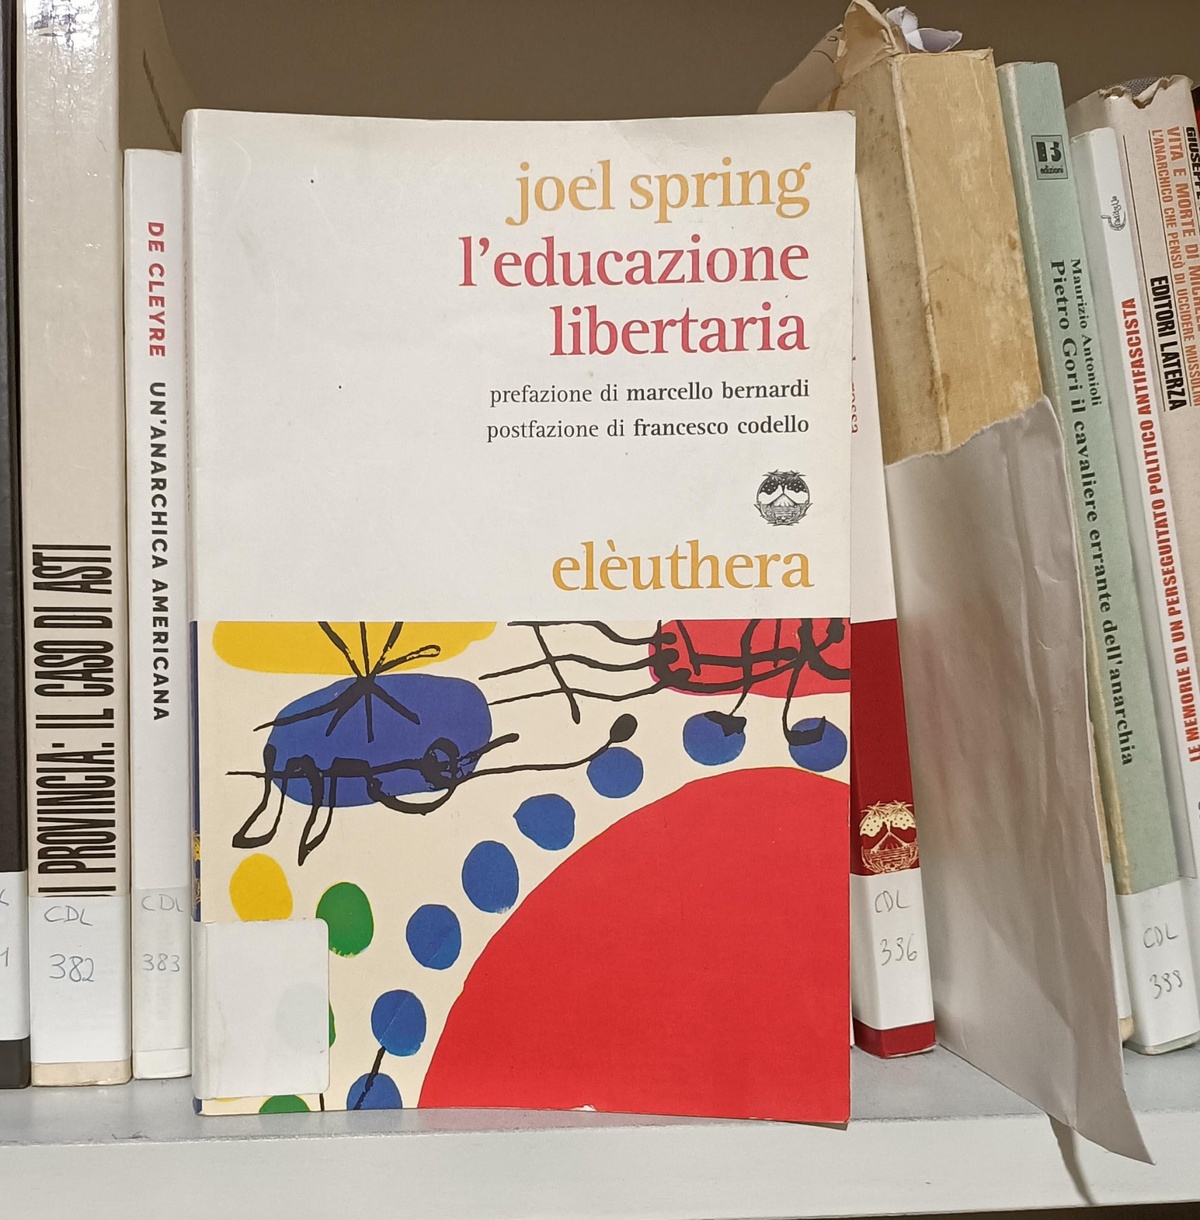 I PROVINCIA: IL CASO DI ASTI
CDL
382
DE CLEYRE UN'ANARCHICA AMERICANA
CDL
383
joel spring
l'educazione
libertaria
prefazione di marcello bernardi
postfazione di francesco codello
elèuthera
CDL
336
B
edizioni
Maurizio Antonioli
Pietro Gori il cavaliere errante dell'anarchia
CDL
399
LE MEMORIE DI UN PERSEGUITATO POLITICO ANTIFASCISTA
VITA E MORTE DI
L'ANARCHICO CHE PENSÒ DI UCCIDERE MUSSOLINI
EDITORI LATERZA